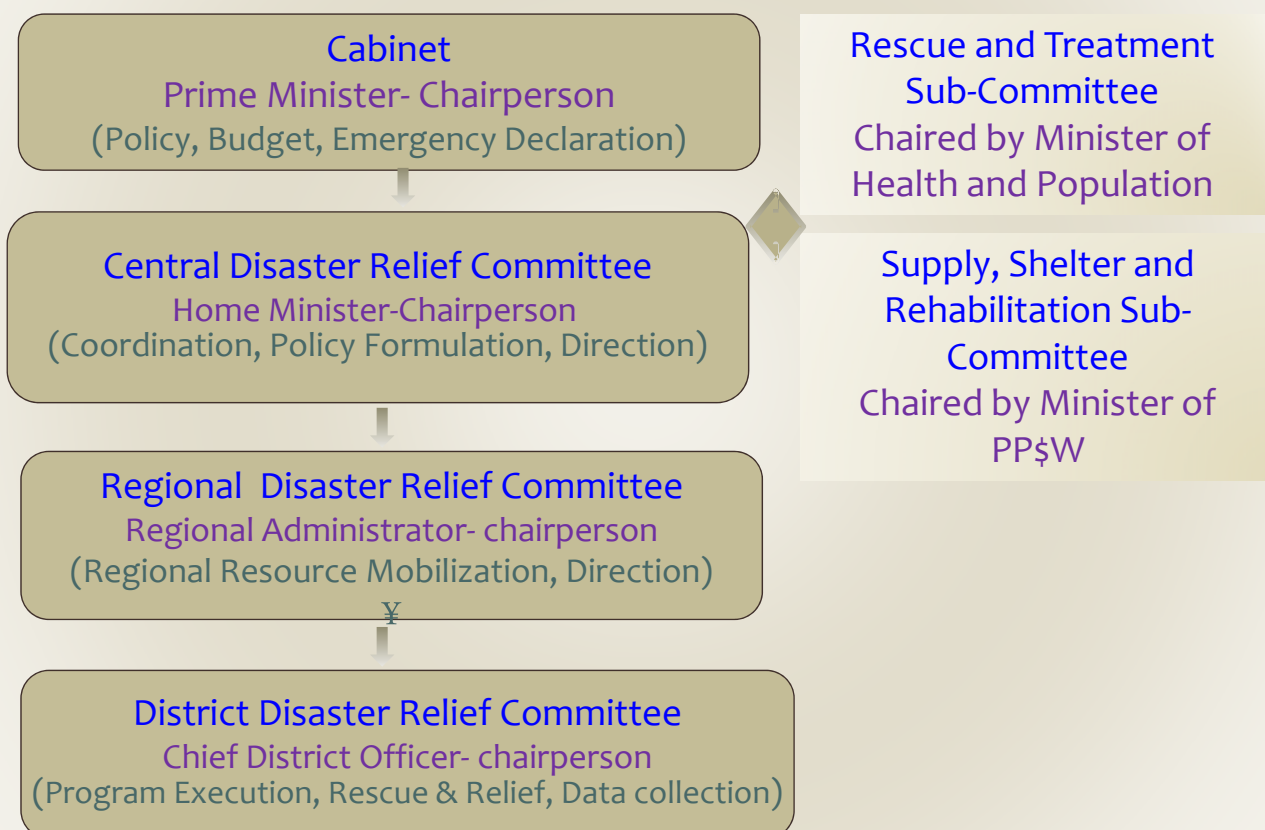 Cabinet
Prime Minister- Chairperson
(Policy, Budget, Emergency Declaration)
Central Disaster Relief Committee
Home Minister-Chairperson
(Coordination, Policy Formulation, Direction)
Regional Disaster Relief Committee
Regional Administrator- chairperson
(Regional Resource Mobilization, Direction)
¥
District Disaster Relief Committee
Chief District Officer- chairperson
(Program Execution, Rescue & Relief, Data collection)
Rescue and Treatment
Sub-Committee
Chaired by Minister of
Health and Population
Supply, Shelter and
Rehabilitation Sub-
Committee
Chaired by Minister of
PP$W